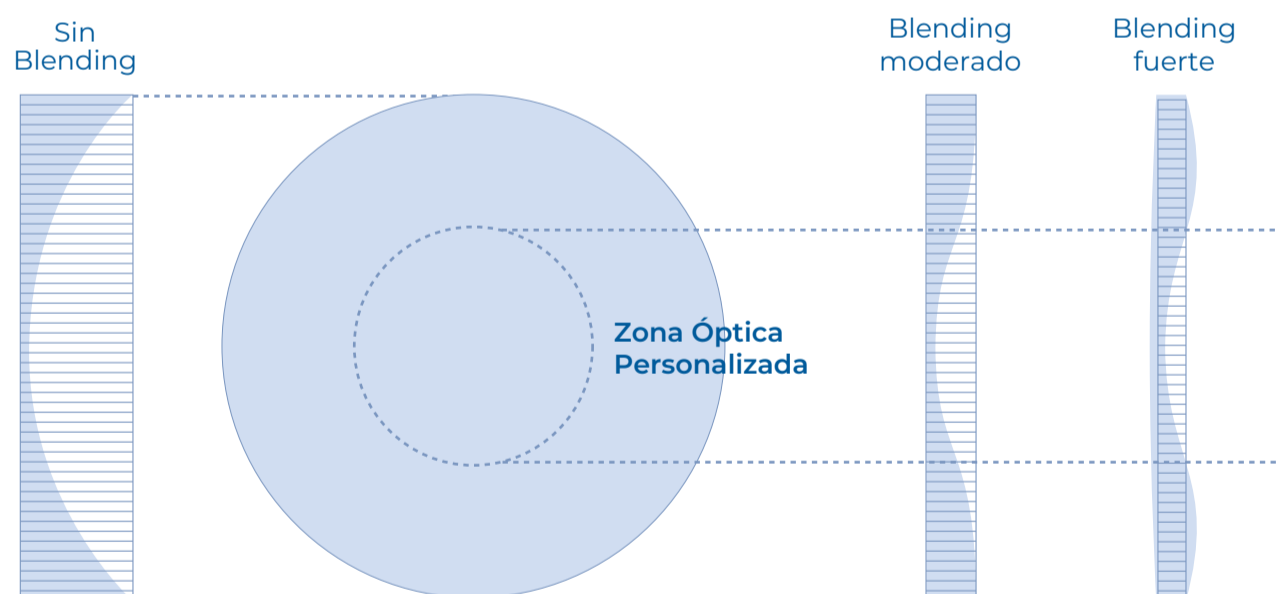 Sin
Blending
Blending
moderado
Blending
fuerte
Zona Óptica
Personalizada